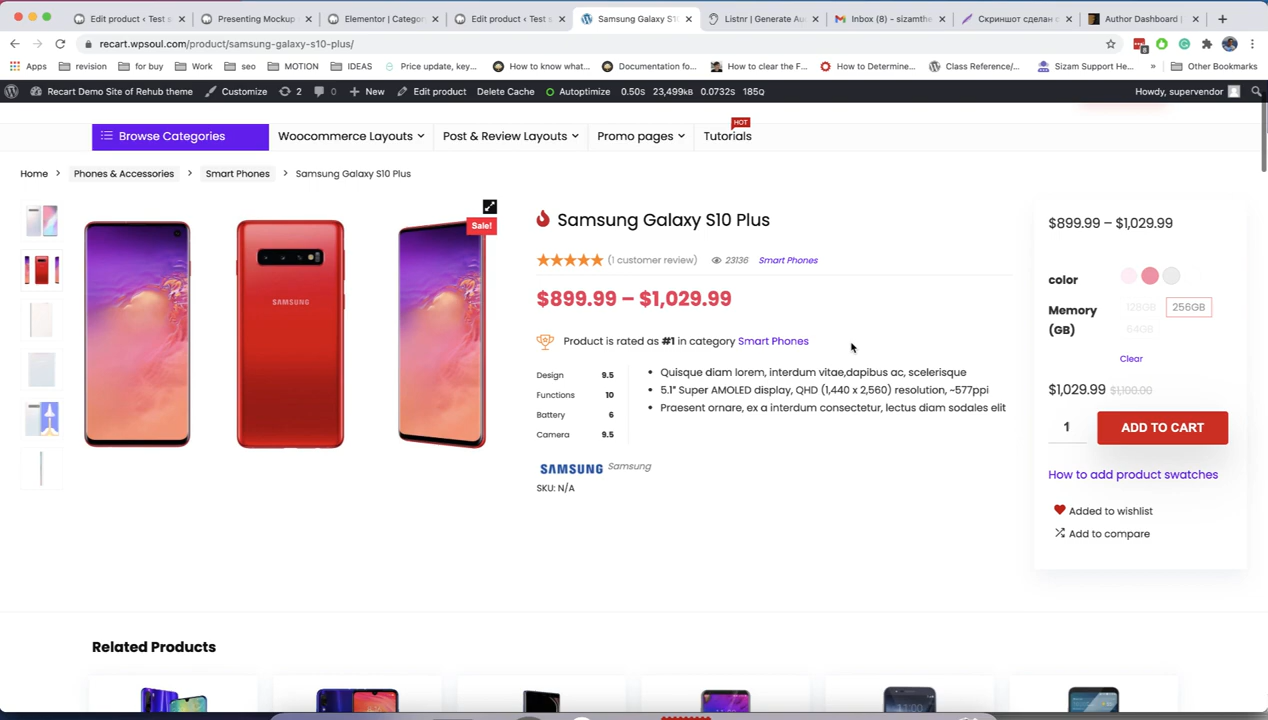 Edit product ‹ Test s
Presenting Mockup
Elementor | Categor
Edit product ‹ Test s
Samsung Galaxy S1
Listnr | Generate Au
Inbox (8) - sizamthe
Скриншот сделан с
Author Dashboard |
recart.wpsoul.com/product/samsung-galaxy-s10-plus/
Apps
revision
for buy
Work
seo
MOTION
IDEAS
Price update, key...
How to know what...
Documentation fo...
How to clear the F...
How to Determine...
Class Reference/...
Sizam Support He...
»
Other Bookmarks
Recart Demo Site of Rehub theme
Customize
2
0
New
Edit product
Delete Cache
Autoptimize
0.50S
23,499kB
0.0732s
185Q
Howdy, supervendor
HOT
Browse Categories
Woocommerce Layouts
Post & Review Layouts
Promo pages
Tutorials
Home > Phones & Accessories > Smart Phones > Samsung Galaxy S10 Plus
Sale!
SAMSUNG
Samsung Galaxy S10 Plus
(1 customer review)
23136
Smart Phones
$899.99 – $1,029.99
Product is rated as #1 in category Smart Phones
Design 9.5
Functions 10
Battery 6
Camera 9.5
Quisque diam lorem, interdum vitae,dapibus ac, scelerisque
5.1" Super AMOLED display, QHD (1,440 x 2,560) resolution, ~577ppi
Praesent ornare, ex a interdum consectetur, lectus diam sodales elit
SAMSUNG Samsung
SKU: N/A
$899.99 – $1,029.99
color
Memory
(GB)
128GB
256GB
64GB
Clear
$1,029.99 $1,100.00
1
ADD TO CART
How to add product swatches
Added to wishlist
Add to compare
Related Products
11:00